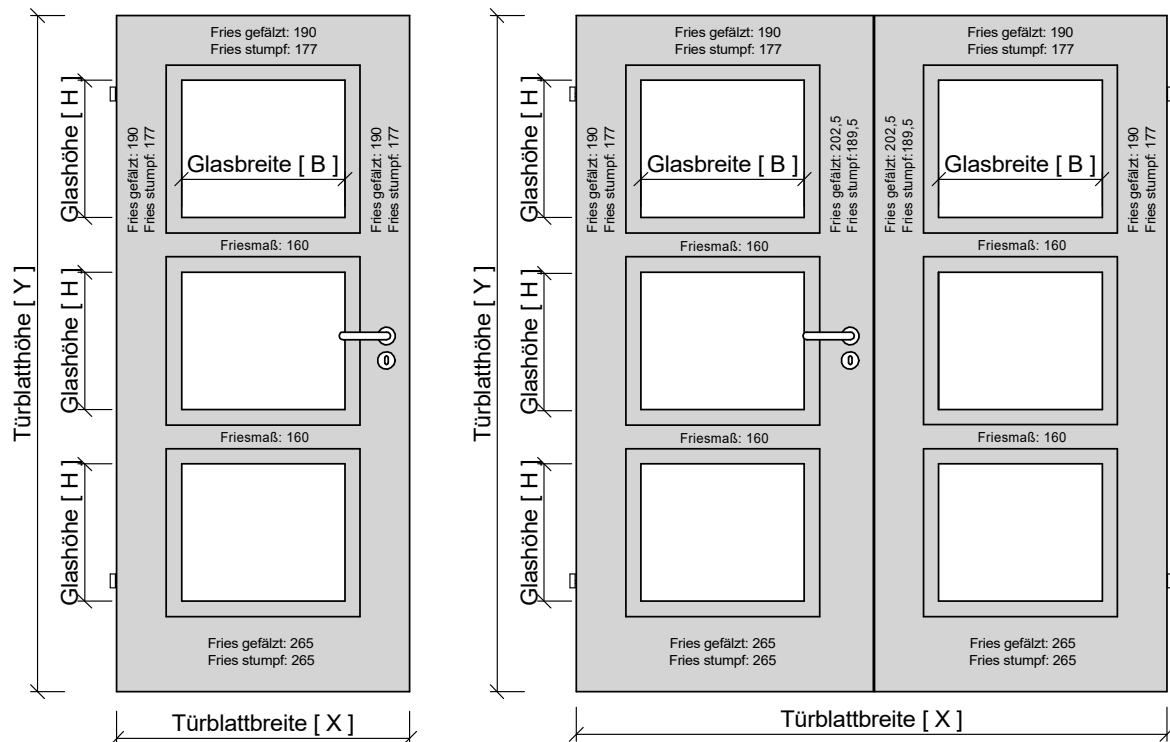 Türblatthöhe [ Y ]
Glashöhe [ H ]
Glashöhe [ H ]
Glashöhe [ H ]
Fries gefälzt: 190
Fries stumpf: 177
Fries gefälzt: 190
Fries stumpf: 177
Glasbreite [ B ]
Fries gefälzt: 190
Fries stumpf: 177
Friesmaß: 160
Friesmaß: 160
Fries gefälzt: 265
Fries stumpf: 265
Türblattbreite [ X ]
Türblatthöhe [ Y ]
Glashöhe [ H ]
Glashöhe [ H ]
Glashöhe [ H ]
Fries gefälzt: 190
Fries stumpf: 177
Fries gefälzt: 190
Fries stumpf: 177
Glasbreite [ B ]
Fries gefälzt: 202,5
Fries stumpf:189,5
Friesmaß: 160
Friesmaß: 160
Fries gefälzt: 265
Fries stumpf: 265
Fries gefälzt: 190
Fries stumpf: 177
Fries gefälzt: 202,5
Fries stumpf:189,5
Glasbreite [ B ]
Fries gefälzt: 190
Fries stumpf: 177
Friesmaß: 160
Friesmaß: 160
Fries gefälzt: 265
Fries stumpf: 265
Türblattbreite [ X ]